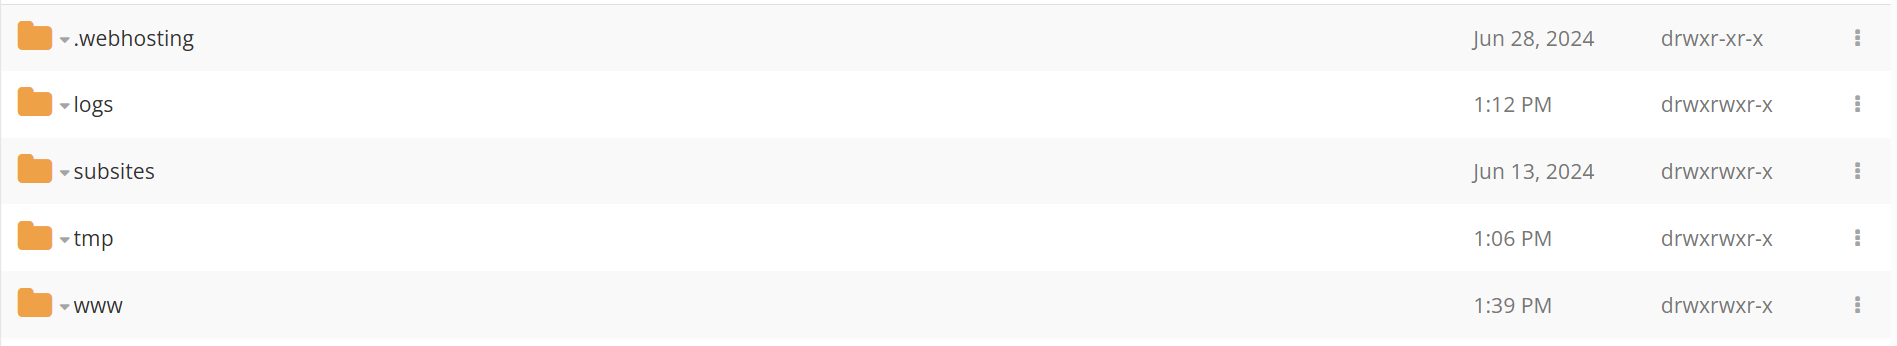 .webhosting Jun 28, 2024 drwxr-xr-x
logs 1:12 PM drwxrwxr-x
subsites Jun 13, 2024 drwxrwxr-x
tmp 1:06 PM drwxrwxr-x
www 1:39 PM drwxrwxr-x